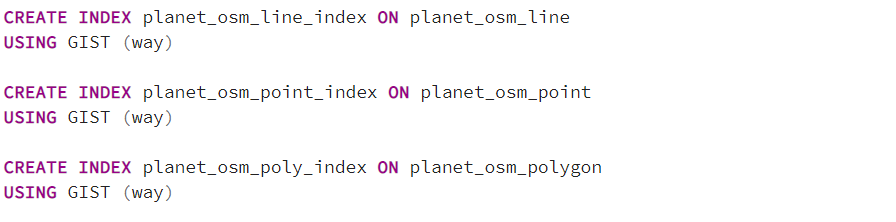 CREATE INDEX planet_osm_line_index ON planet_osm_line
USING GIST (way)
CREATE INDEX planet_osm_point_index ON planet_osm_point
USING GIST (way)
CREATE INDEX planet_osm_poly_index ON planet_osm_polygon
USING GIST (way)